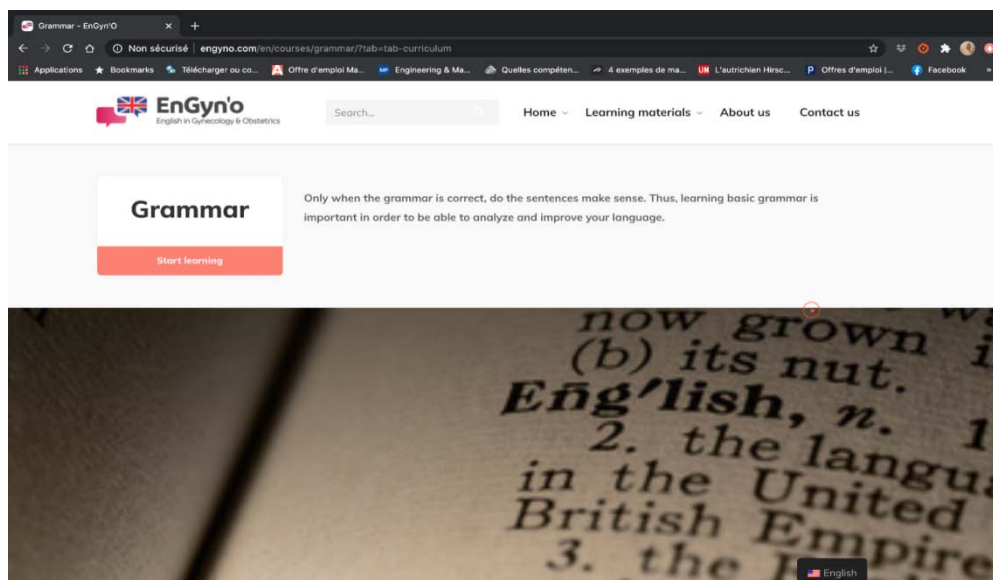 Grammar - EnGyn'O
Non sécurisé | engyno.com/en/courses/grammar/?tab=tab-curriculum
Applications Bookmarks Télécharger ou co... Offre d'emploi Ma... Engineering & Ma... Quelles compéten... 4 exemples de ma... L'autrichien Hirsc... Offres d'emploi |... Facebook »
EnGyn'o
English in Gynecology & Obstetrics
Search...
Home Learning materials About us Contact us
Grammar
Start learning
Only when the grammar is correct, do the sentences make sense. Thus, learning basic grammar is
important in order to be able to analyze and improve your language.
now grown i
(b) its nut.
Eng'lish, n. 1
2. the langua
in the United
British Empire
3. the
English